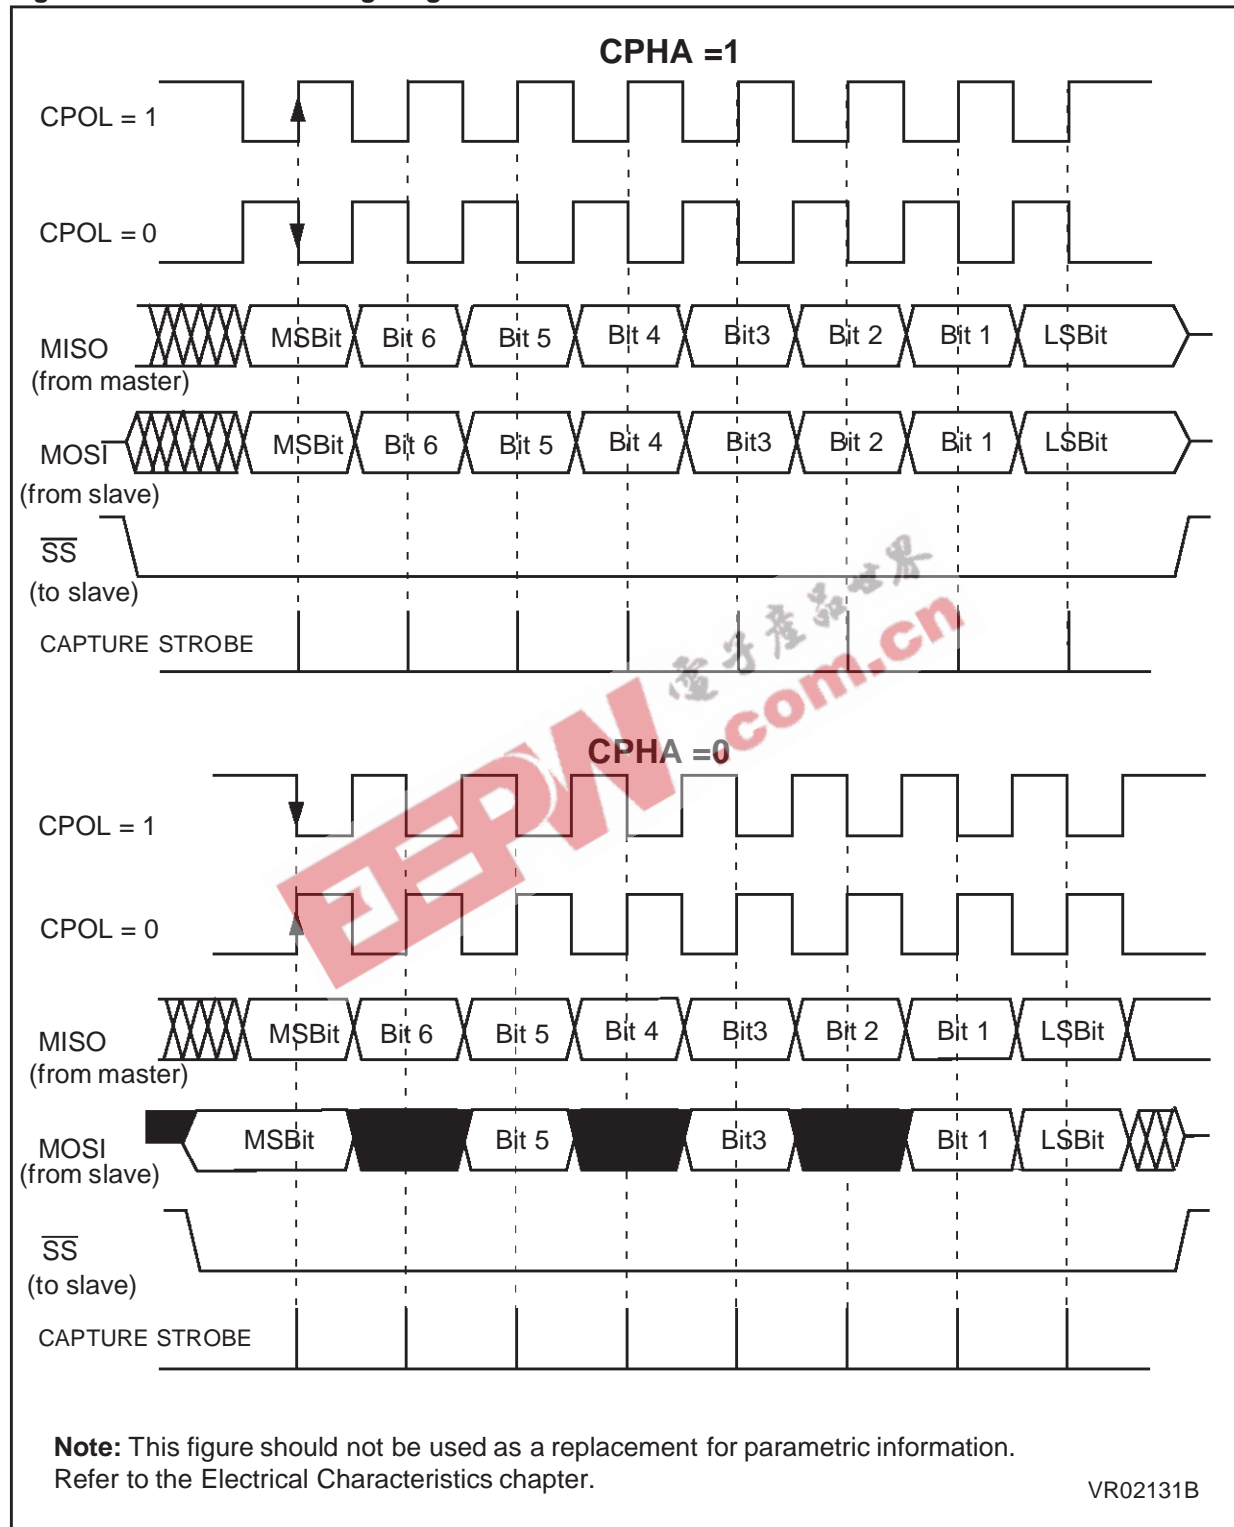 CPHA =1
CPOL = 1
CPOL = 0
MISO
(from master)
MSBit Bit 6 Bit 5 Bit 4 Bit3 Bit 2 Bit 1 LSBit
MOSI
(from slave)
MSBit Bit 6 Bit 5 Bit 4 Bit3 Bit 2 Bit 1 LSBit
SS
(to slave)
CAPTURE STROBE
電子產品世界
EEPW .com.cn
CPHA =0
CPOL = 1
CPOL = 0
MISO
(from master)
MSBit Bit 6 Bit 5 Bit 4 Bit3 Bit 2 Bit 1 LSBit
MOSI
(from slave)
MSBit Bit 5 Bit3 Bit 1 LSBit
SS
(to slave)
CAPTURE STROBE
Note: This figure should not be used as a replacement for parametric information.
Refer to the Electrical Characteristics chapter.
VR02131B